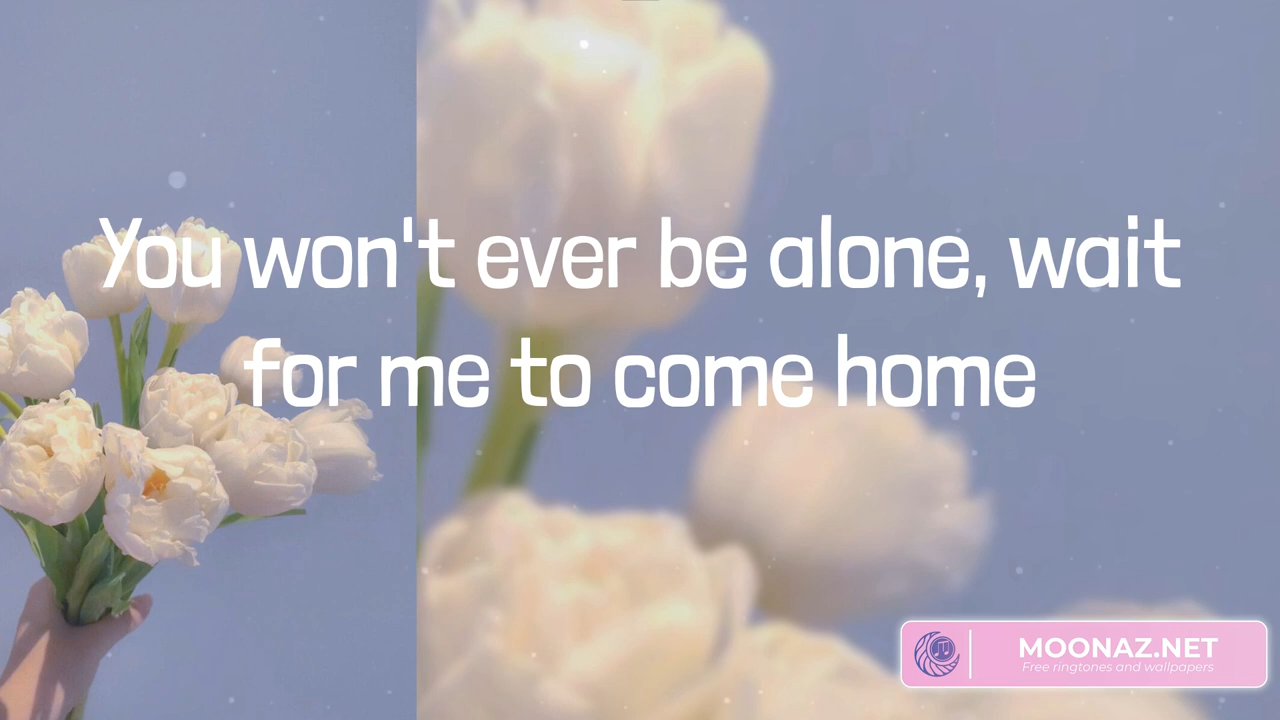 You won't ever be alone, wait
for me to come home
MOONAZ.NET
Free ringtones and wallpapers